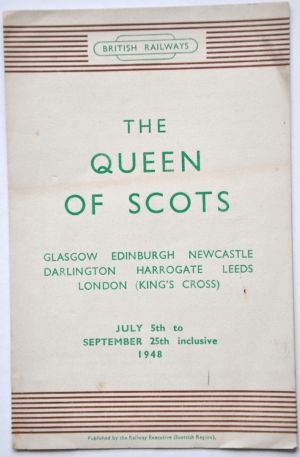 BRITISH RAILWAYS
THE
QUEEN
OF SCOTS
GLASGOW EDINBURGH NEWCASTLE
DARLINGTON HARROGATE LEEDS
LONDON (KING'S CROSS)
JULY 5th to
SEPTEMBER 25th inclusive
1948
Published by the Railway Executive (Scottish Region),